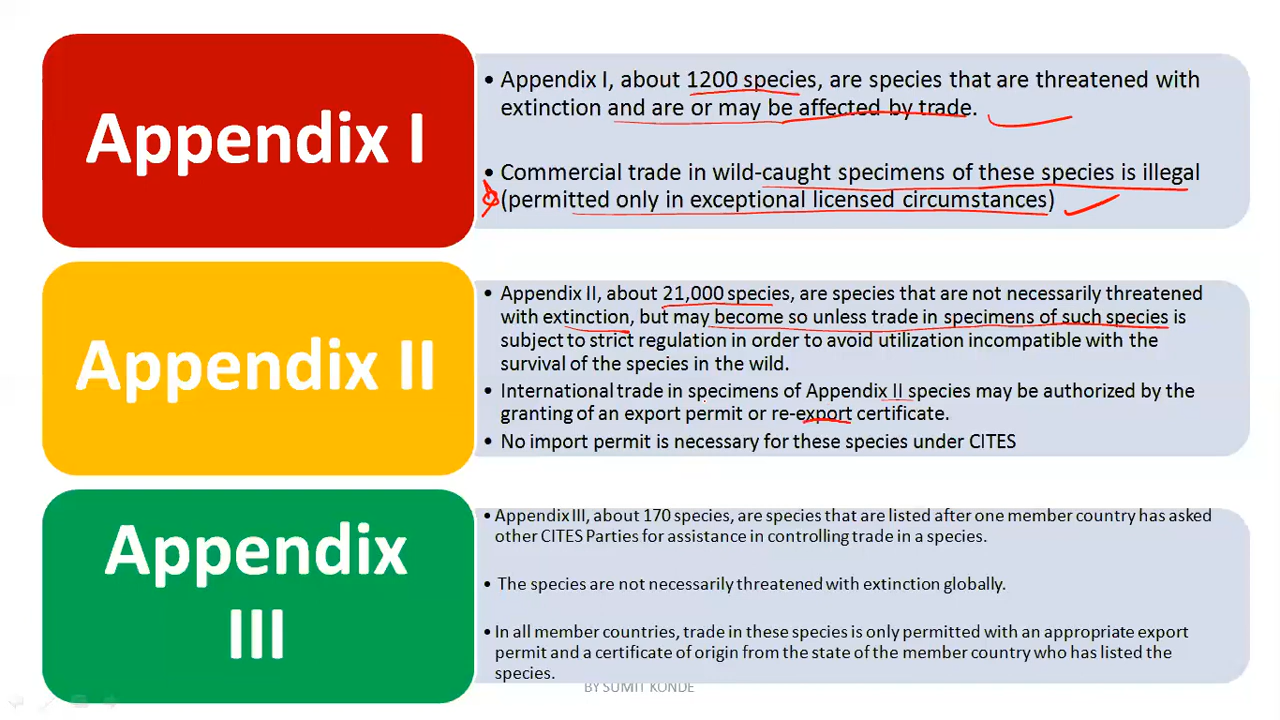 Appendix I
• Appendix I, about 1200 species, are species that are threatened with
extinction and are or may be affected by trade.
• Commercial trade in wild-caught specimens of these species is illegal
(permitted only in exceptional licensed circumstances)
Appendix II
• Appendix II, about 21,000 species, are species that are not necessarily threatened
with extinction, but may become so unless trade in specimens of such species is
subject to strict regulation in order to avoid utilization incompatible with the
survival of the species in the wild.
• International trade in specimens of Appendix II species may be authorized by the
granting of an export permit or re-export certificate.
• No import permit is necessary for these species under CITES
Appendix
III
• Appendix III, about 170 species, are species that are listed after one member country has asked
other CITES Parties for assistance in controlling trade in a species.
• The species are not necessarily threatened with extinction globally.
• In all member countries, trade in these species is only permitted with an appropriate export
permit and a certificate of origin from the state of the member country who has listed the
species.
BY SUMIT KONDE